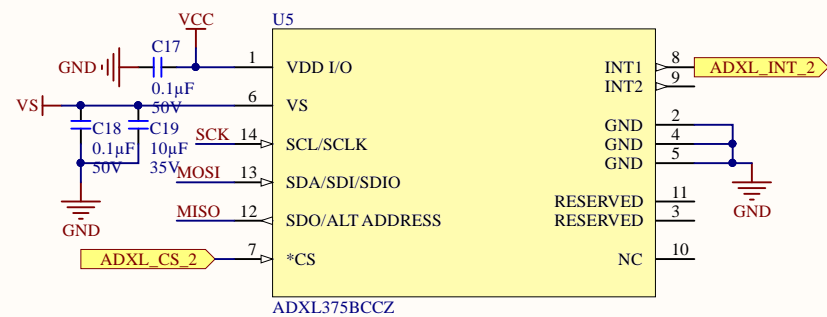 VCC
U5
C17
GND
1
VDD I/O
INT1
8
ADXL_INT_2
0.1µF
50V
INT2
9
VS
6
VS
C18
0.1µF
50V
C19
10µF
35V
GND
2
GND
4
GND
5
SCK
14
SCL/SCLK
MOSI
13
SDA/SDI/SDIO
GND
RESERVED
11
MISO
12
SDO/ALT ADDRESS
RESERVED
3
GND
ADXL_CS_2
7
*CS
NC
10
ADXL375BCCZ